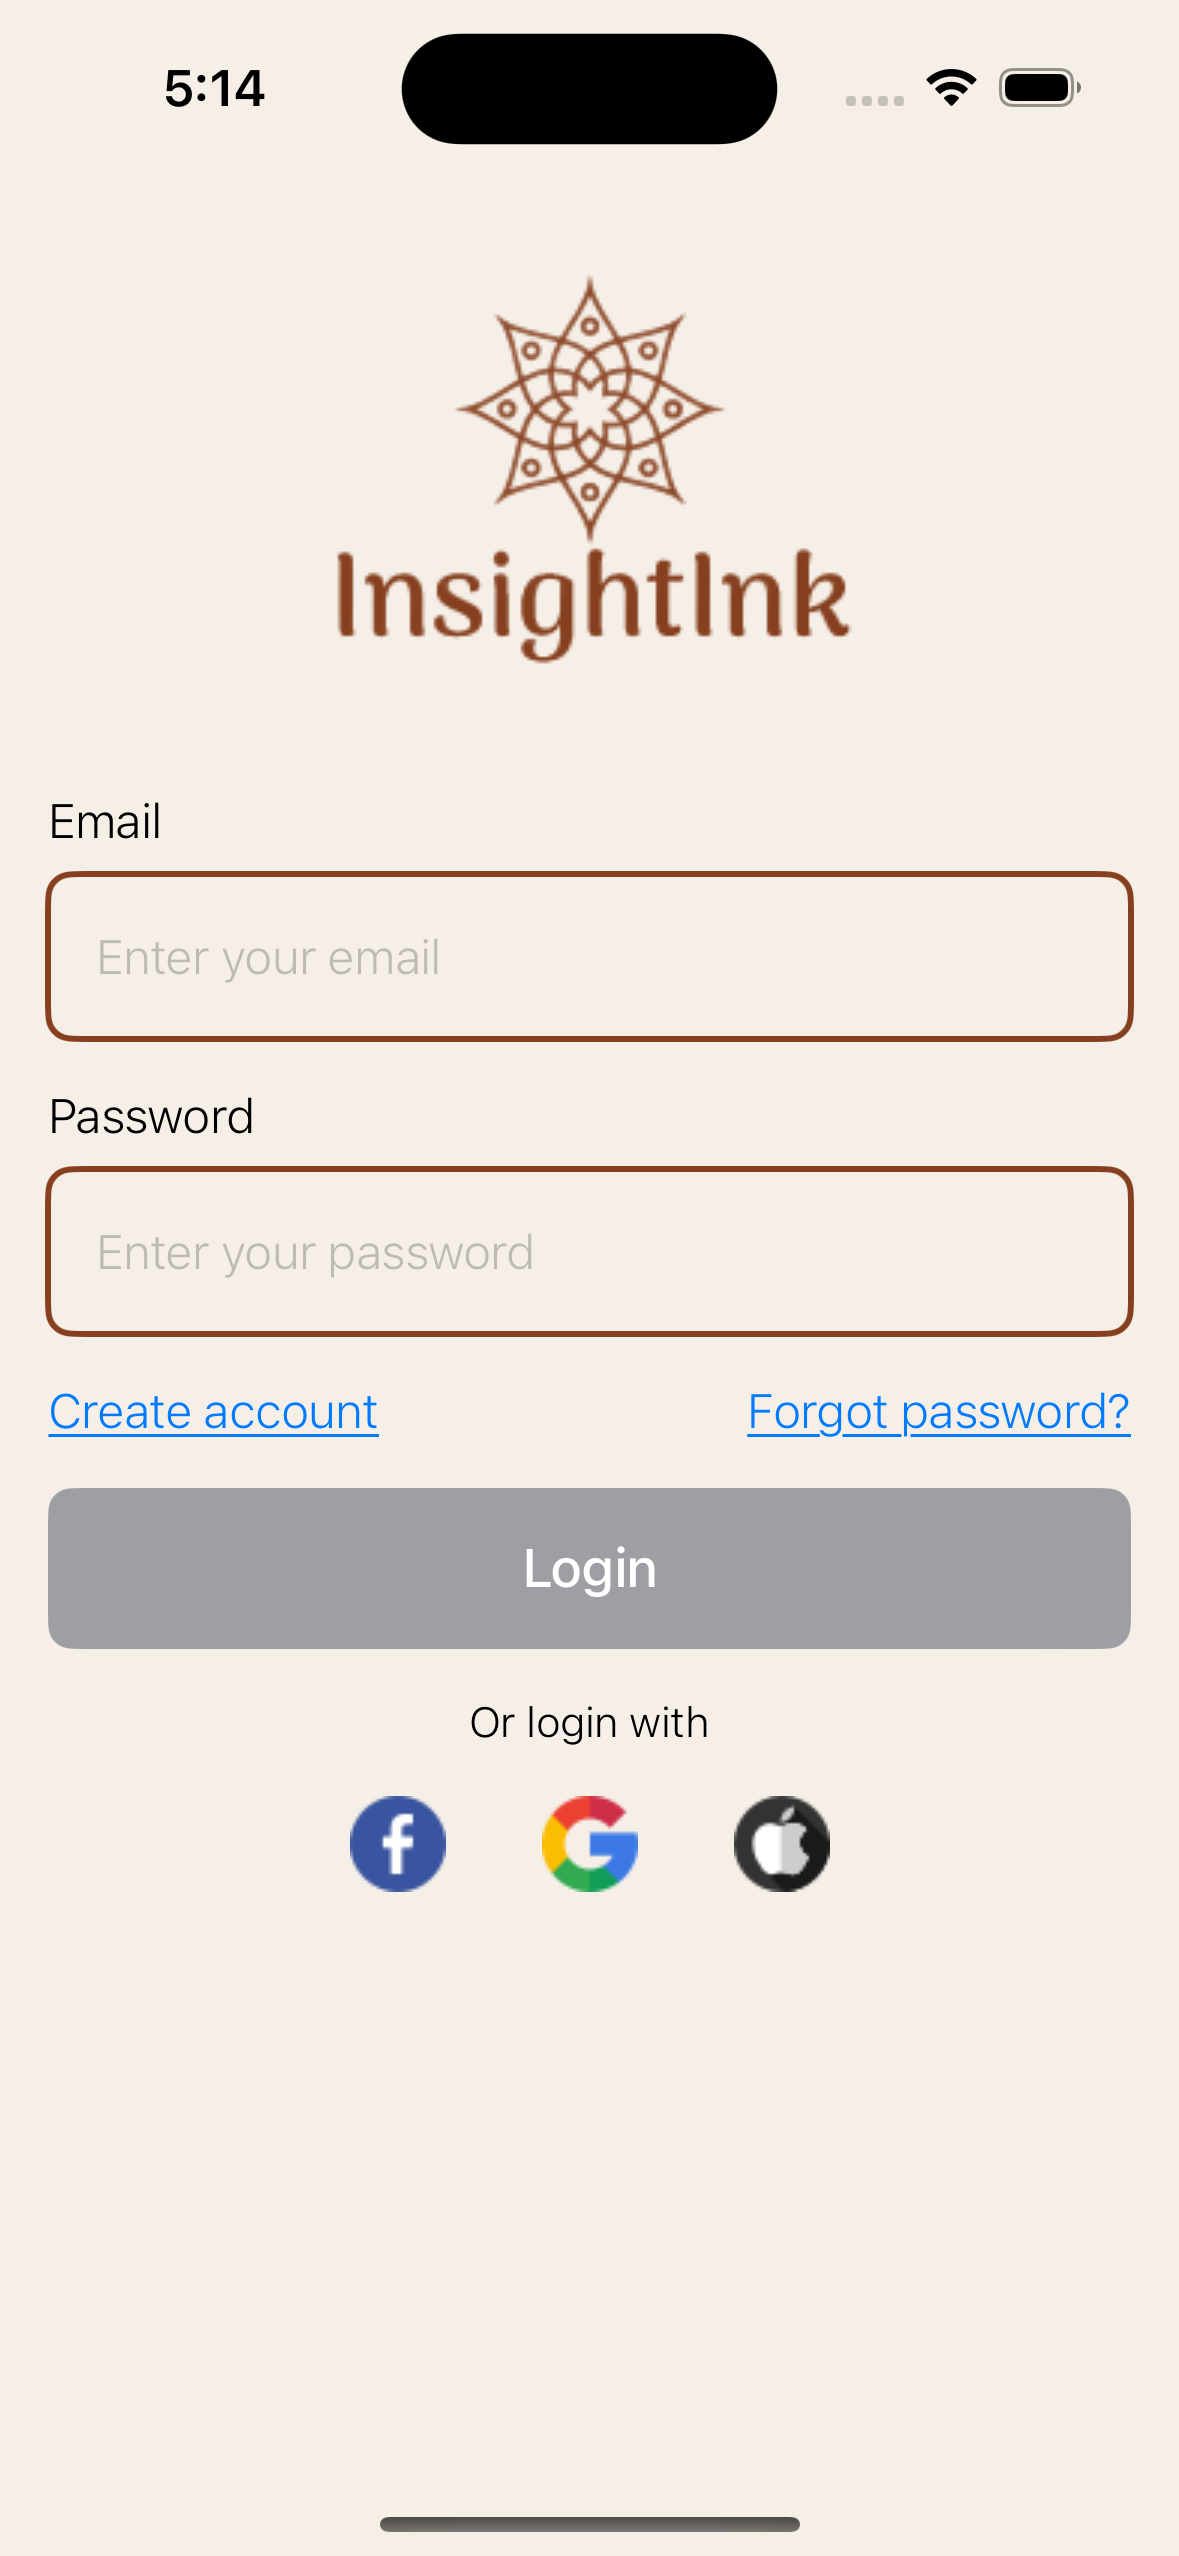 5:14
InsightInk
Email
Enter your email
Password
Enter your password
Create account
Forgot password?
Login
Or login with